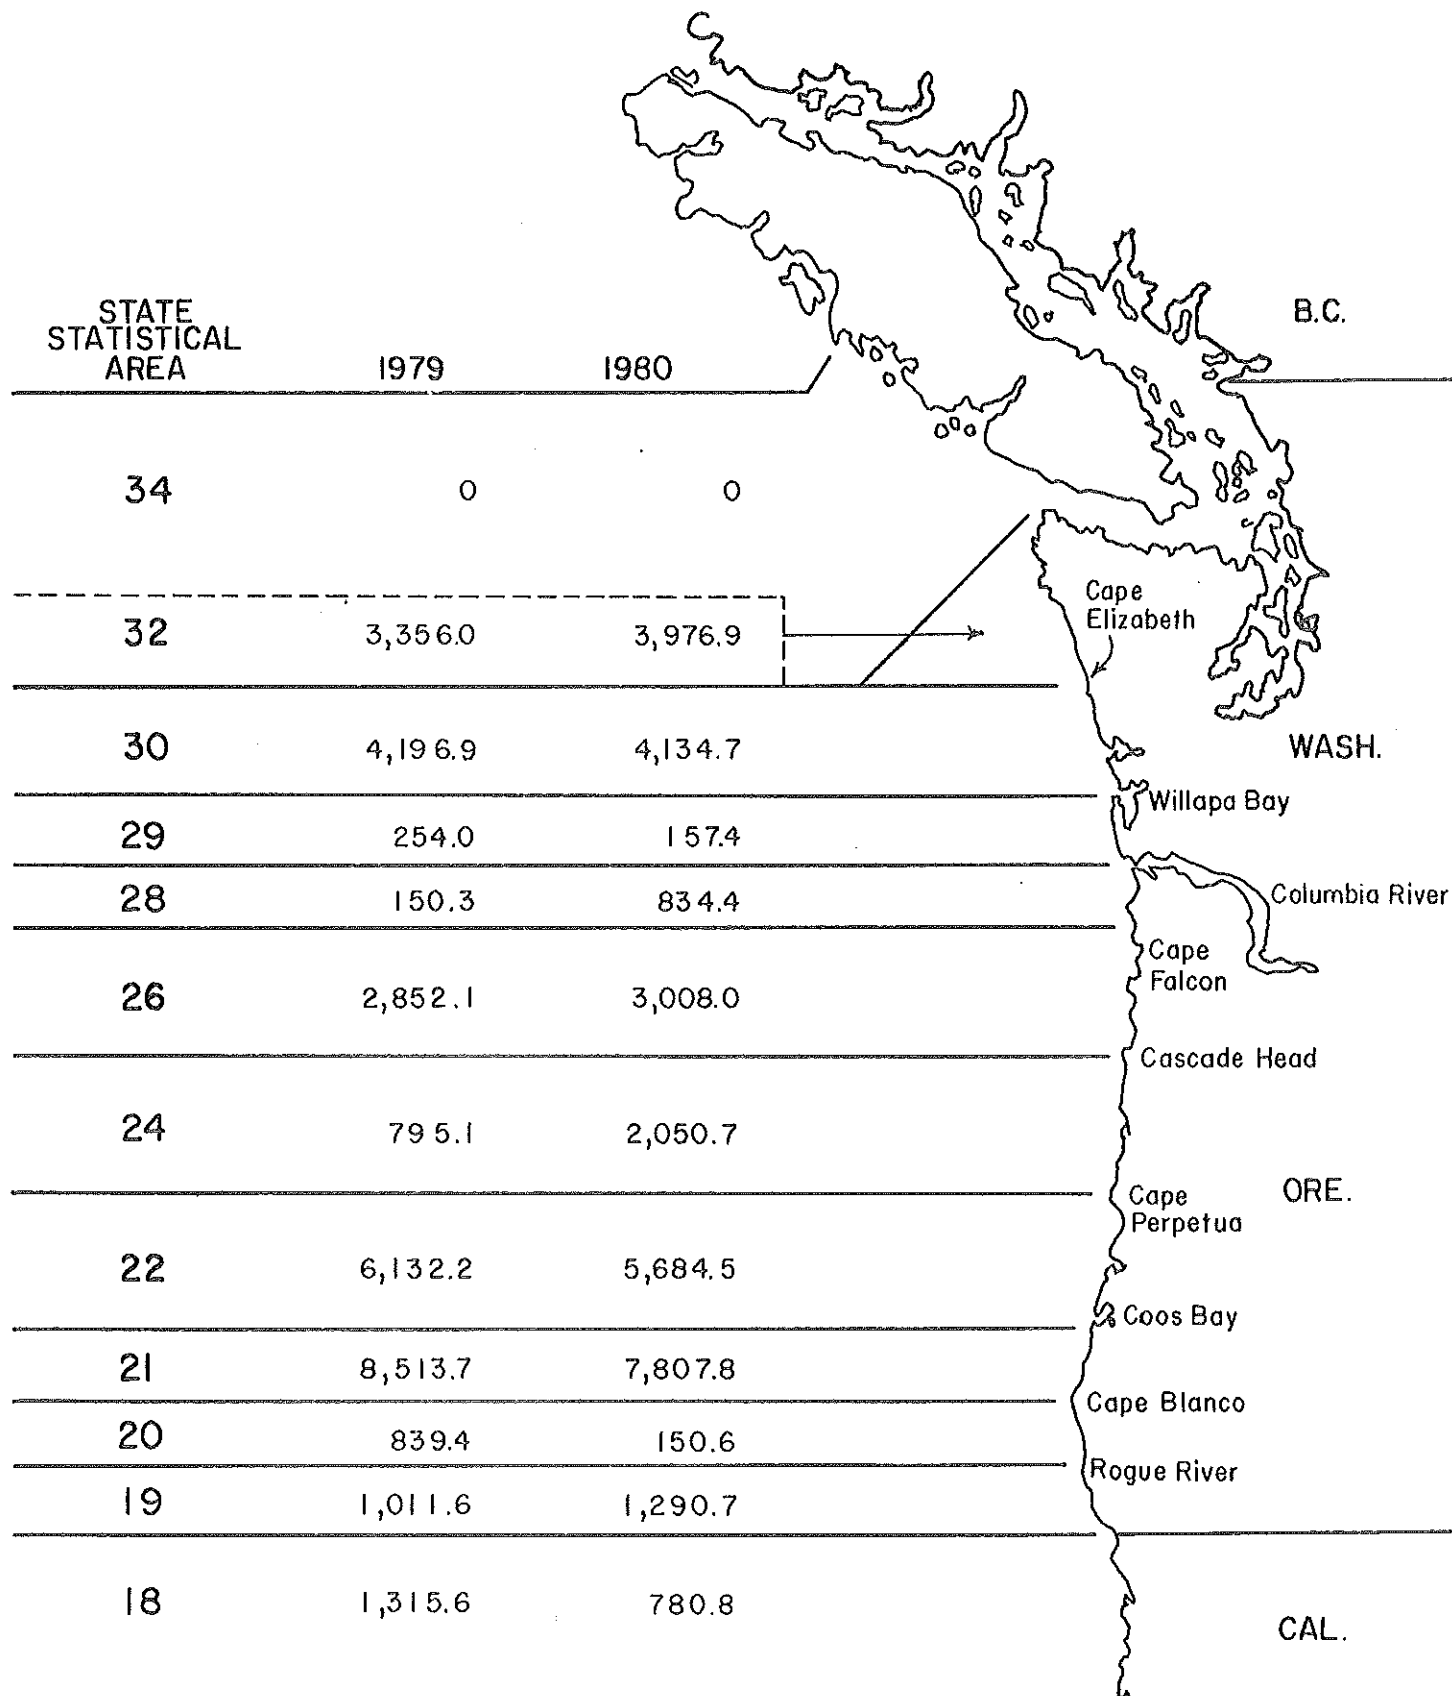 STATE
STATISTICAL
AREA 1979 1980
B.C.
34 0 0
Cape
Elizabeth
32 3,356.0 3,976.9
30 4,196.9 4,134.7 WASH.
Willapa Bay
29 254.0 157.4
28 150.3 834.4 Columbia River
Cape
Falcon
26 2,852.1 3,008.0
Cascade Head
24 795.1 2,050.7
Cape
Perpetua
ORE.
22 6,132.2 5,684.5
Coos Bay
21 8,513.7 7,807.8
Cape Blanco
20 839.4 150.6
Rogue River
19 1,011.6 1,290.7
18 1,315.6 780.8
CAL.